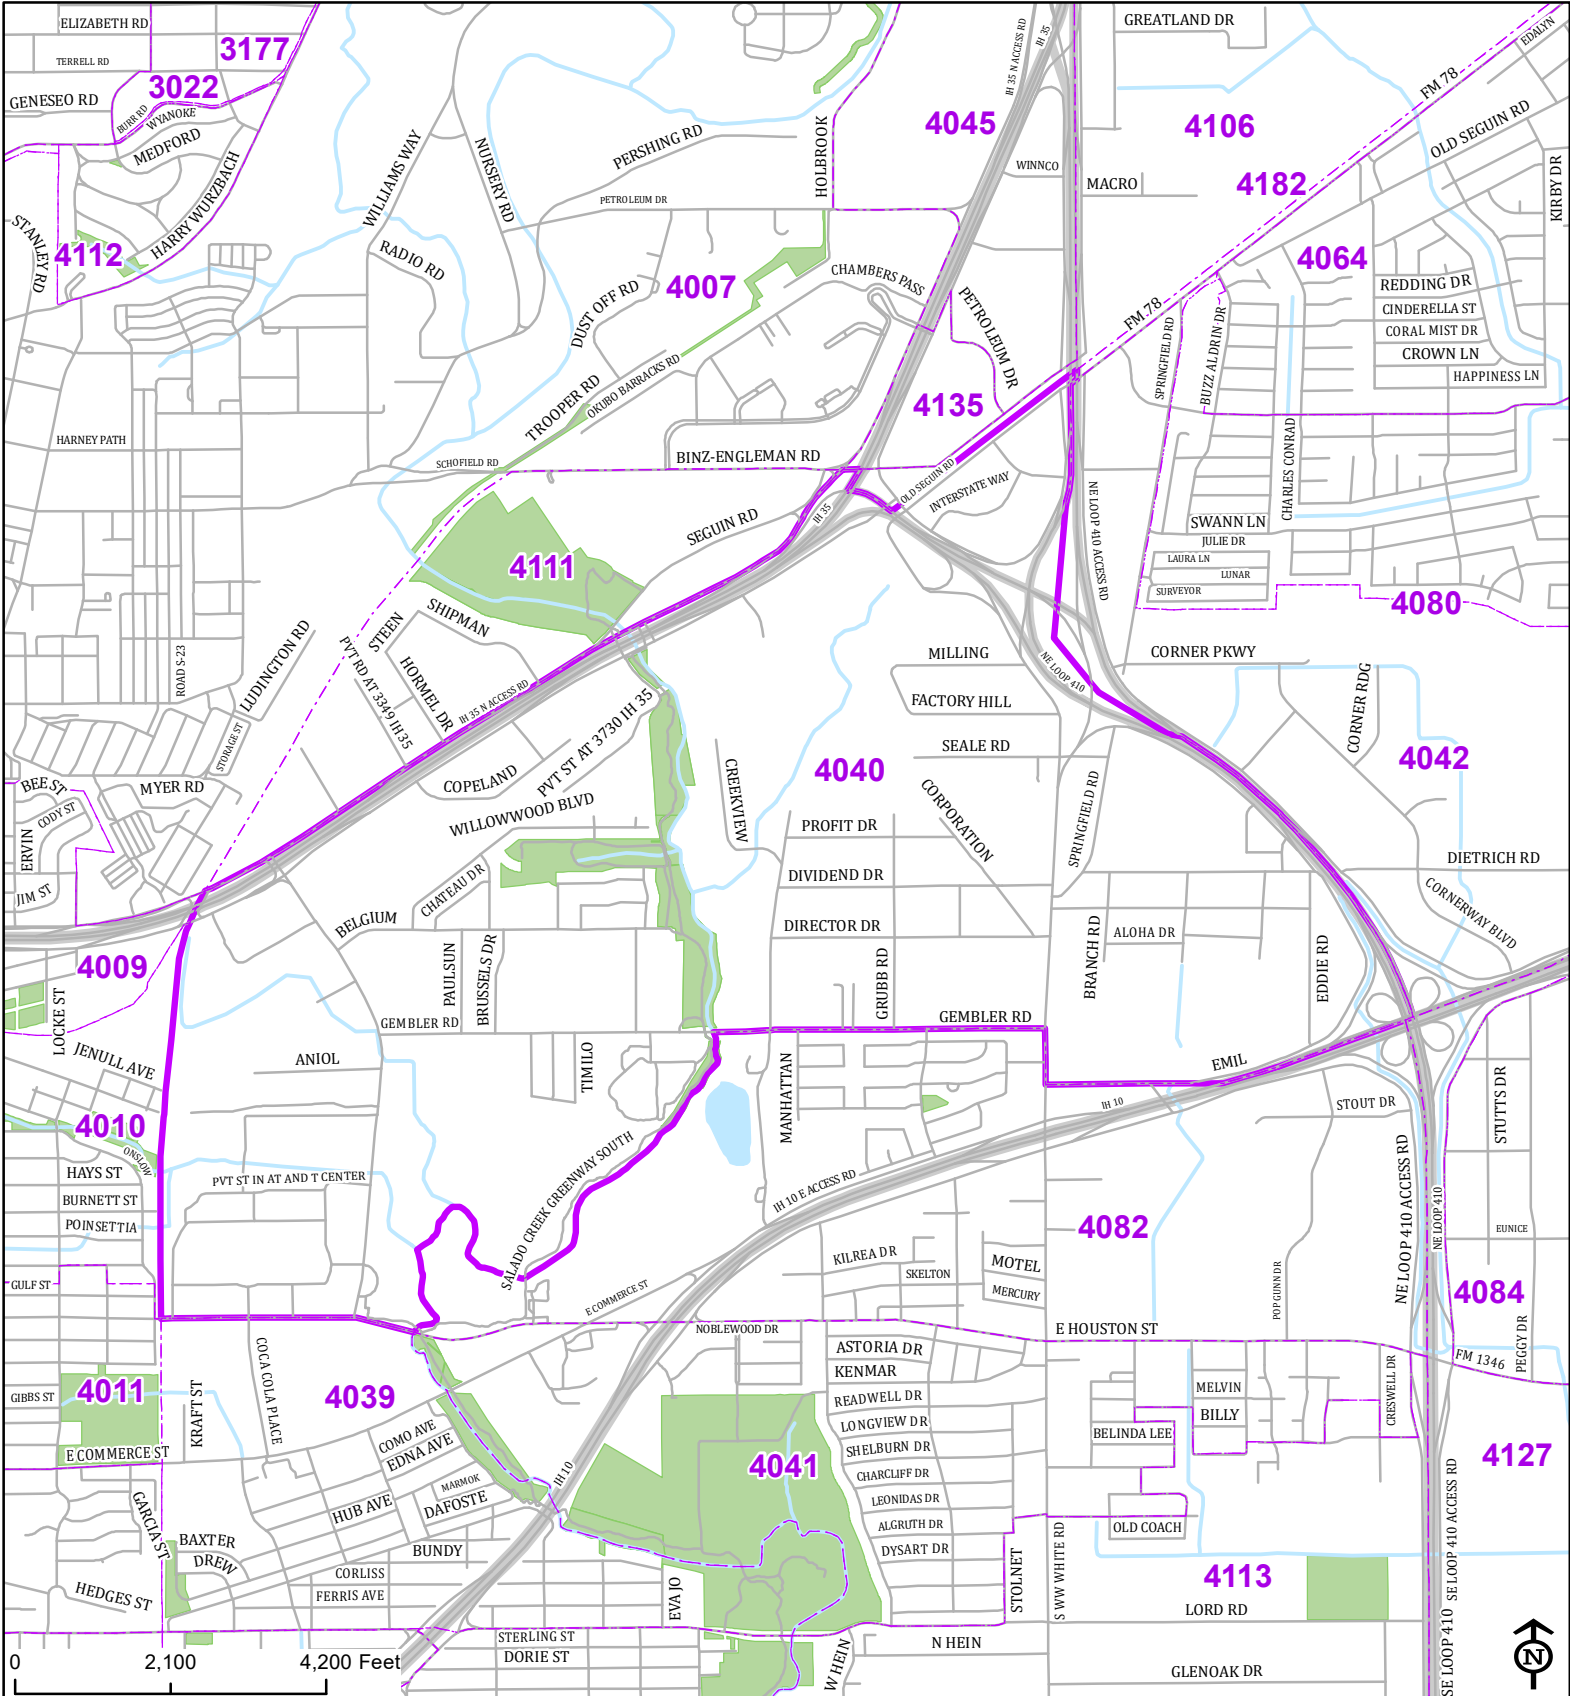 ELIZABETH RD
3177
TERRELL RD
3022
GENESEO RD
BURR RD
WYANOKE
MEDFORD
HARRY WURZBACH
STANLEY RD
4112
WILLIAMS WAY
NURSERY RD
RADIO RD
PERSHING RD
PETROLEUM DR
HOLBROOK
4045
IH 35 N ACCESS RD
IH 35
GREATLAND DR
4106
WINNCO
MACRO
4182
FM 78
EDALYN
OLD SEGUIN RD
KIRBY DR
4064
4007
CHAMBERS PASS
DUST OFF RD
PETROLEUM DR
FM 78
REDDING DR
CINDERELLA ST
CORAL MIST DR
CROWN LN
HAPPINESS LN
SPRINGFIELD RD
BUZZ ALDRIN DR
TROOPER RD
OKUBO BARRACKS RD
4135
HARNEY PATH
SCHOFIELD RD
BINZ-ENGLEMAN RD
OLD SEGUIN RD
INTERSTATE WAY
CHARLES CONRAD
NE LOOP 410 ACCESS RD
SEGUIN RD
IH 35
SWANN LN
JULIE DR
LAURA LN
LUNAR
SURVEYOR
4111
4080
SHIPMAN
STEEN
HORMEL DR
PVT RD AT 3349 IH 35
LUDINGTON RD
ROAD S-23
IH 35 N ACCESS RD
MILLING
NE LOOP 410
CORNER PKWY
CORNER RDG
FACTORY HILL
STORAGE ST
PVT ST AT 3730 IH 35
SEALE RD
4042
4040
COPELAND
CREEKVIEW
CORPORATION
SPRINGFIELD RD
BEE ST
CODY ST
MYER RD
WILLOWWOOD BLVD
PROFIT DR
ERVIN
DIETRICH RD
JIM ST
CHATEAU DR
DIVIDEND DR
CORNERWAY BLVD
BELGIUM
DIRECTOR DR
ALOHA DR
BRANCH RD
EDDIE RD
4009
PAULSUN
BRUSSELS DR
GRUBB RD
LOCKE ST
GEMBLER RD
GEMBLER RD
JENULL AVE
ANIOL
TIMILO
MANHATTAN
EMIL
IH 10
STOUT DR
STUTTS DR
4010
ONSLOW
HAYS ST
PVT ST IN AT AND T CENTER
BURNETT ST
POINSETTIA
SALADO CREEK GREENWAY SOUTH
IH 10 E ACCESS RD
4082
NE LOOP 410 ACCESS RD
NE LOOP 410
EUNICE
KILREA DR
SKELTON
MOTEL
MERCURY
POP GUNN DR
4084
GULF ST
E COMMERCE ST
NOBLEWOOD DR
E HOUSTON ST
PEGGY DR
FM 1346
COCA COLA PLACE
ASTORIA DR
KENMAR
READWELL DR
LONGVIEW DR
SHELBURN DR
CHARCLIFF DR
LEONIDAS DR
ALGRUTH DR
DYSART DR
MELVIN
BILLY
CRESWELL DR
BELINDA LEE
4011
GIBBS ST
KRAFT ST
4039
COMO AVE
EDNA AVE
MARMOK
DAFOSTE
HUB AVE
E COMMERCE ST
4041
IH 10
4127
GARCIA ST
BAXTER
DREW
BUNDY
CORLISS
FERRIS AVE
HEDGES ST
OLD COACH
S WW WHITE RD
STOLNET
4113
SE LOOP 410 ACCESS RD
SE LOOP 410
EVA JO
LORD RD
STERLING ST
DORIE ST
W HEIN
N HEIN
GLENOAK DR
0 2,100 4,200 Feet
N